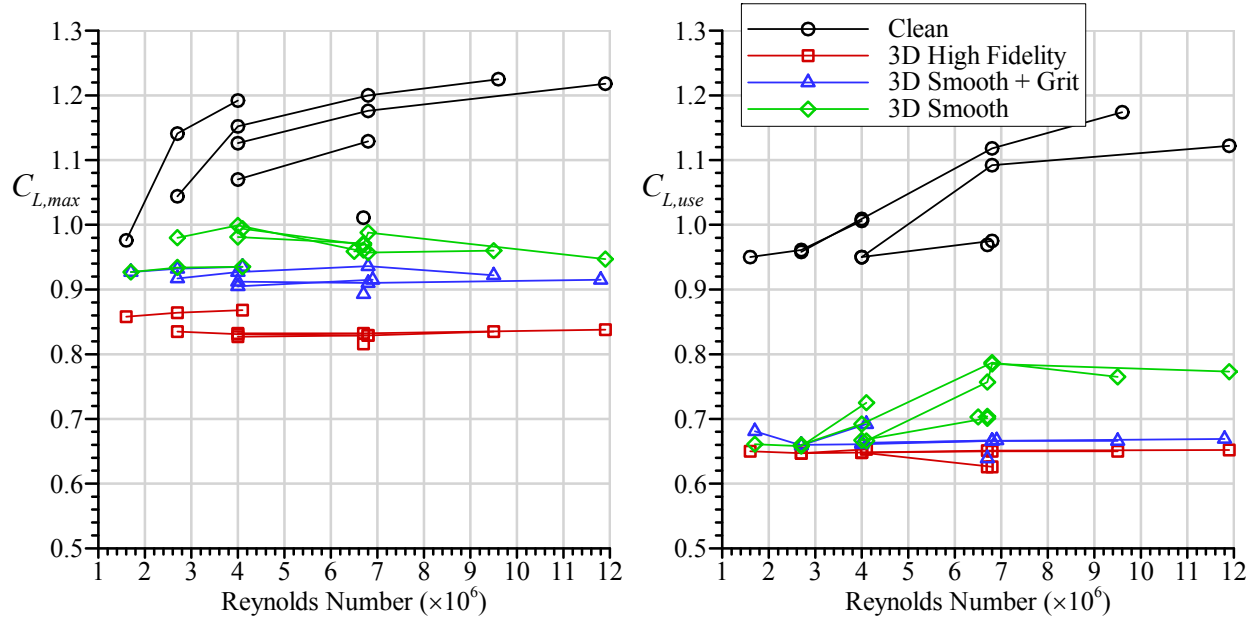 1.3
1.2
1.1
1.0
0.9
0.8
0.7
0.6
0.5
C_{L,max}
1 2 3 4 5 6 7 8 9 10 11 12
Reynolds Number (×10⁶)
Clean
3D High Fidelity
3D Smooth + Grit
3D Smooth
1.3
1.2
1.1
1.0
0.9
0.8
0.7
0.6
0.5
C_{L,use}
1 2 3 4 5 6 7 8 9 10 11 12
Reynolds Number (×10⁶)